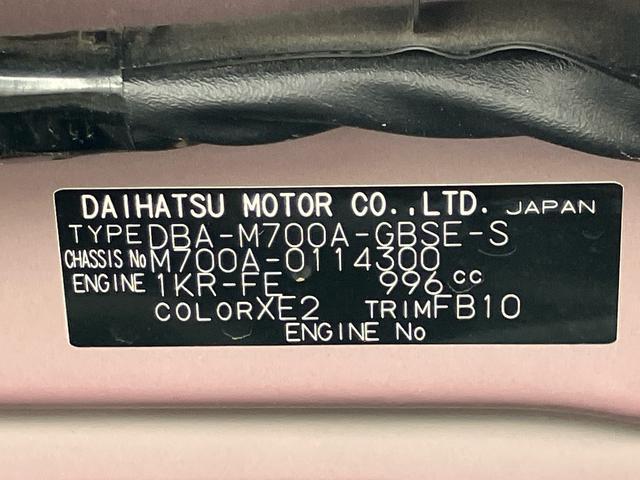 DAIHATSU MOTOR CO.,LTD. JAPAN
TYPE DBA-M700A-GBSE-S
CHASSIS No M700A-0114300
ENGINE 1KR-FE 996 cc
COLOR XE2 TRIM FB10
ENGINE No